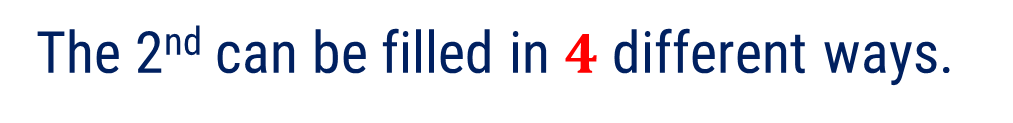 The 2nd can be filled in 4 different ways.